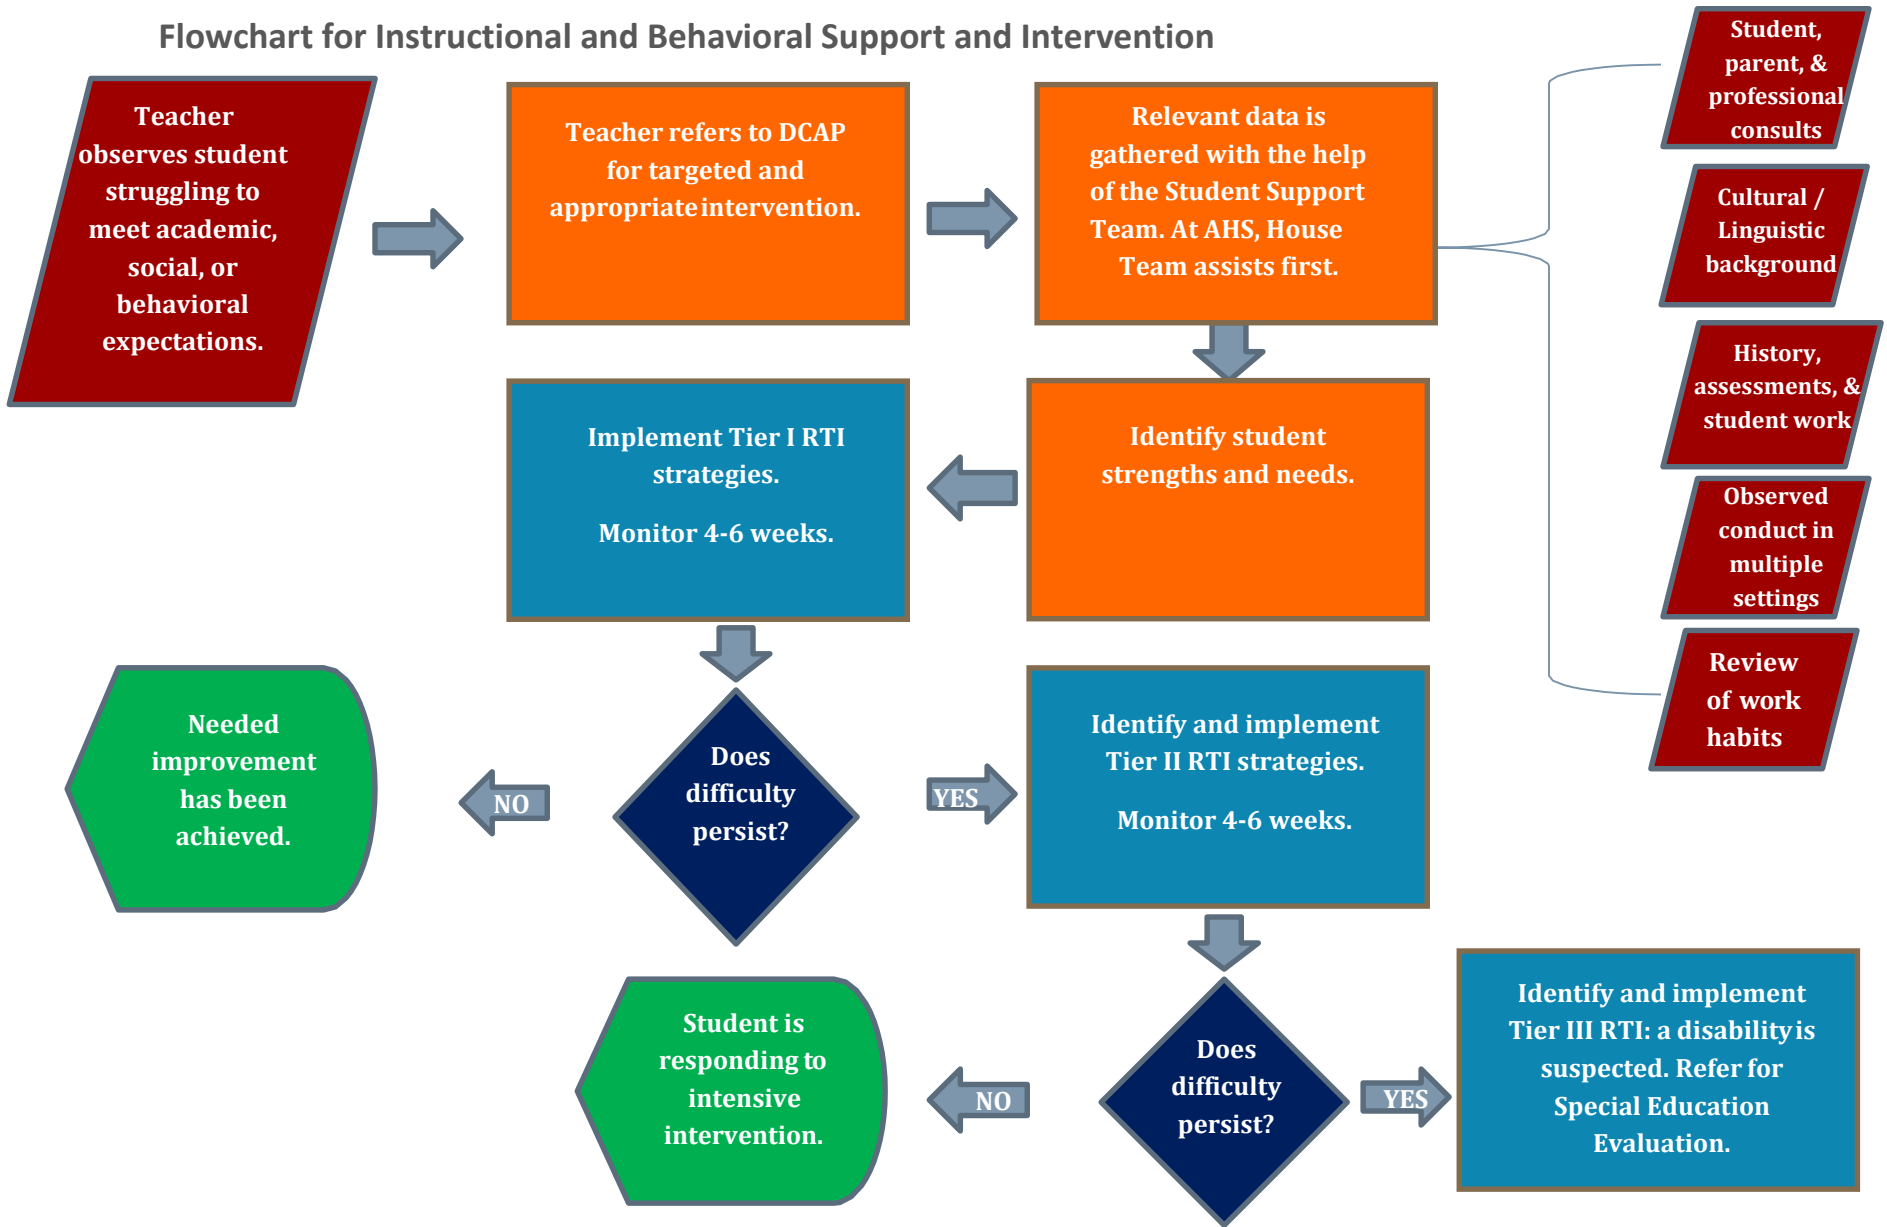 Flowchart for Instructional and Behavioral Support and Intervention
Teacher
observes student
struggling to
meet academic,
social, or
behavioral
expectations.
Teacher refers to DCAP
for targeted and
appropriate intervention.
Relevant data is
gathered with the help
of the Student Support
Team. At AHS, House
Team assists first.
Student,
parent, &
professional
consults
Cultural /
Linguistic
background
History,
assessments, &
student work
Observed
conduct in
multiple
settings
Review
of work
habits
Identify student
strengths and needs.
Implement Tier I RTI
strategies.
Monitor 4-6 weeks.
Does
difficulty
persist?
NO
Needed
improvement
has been
achieved.
YES
Identify and implement
Tier II RTI strategies.
Monitor 4-6 weeks.
Does
difficulty
persist?
NO
Student is
responding to
intensive
intervention.
YES
Identify and implement
Tier III RTI: a disability is
suspected. Refer for
Special Education
Evaluation.